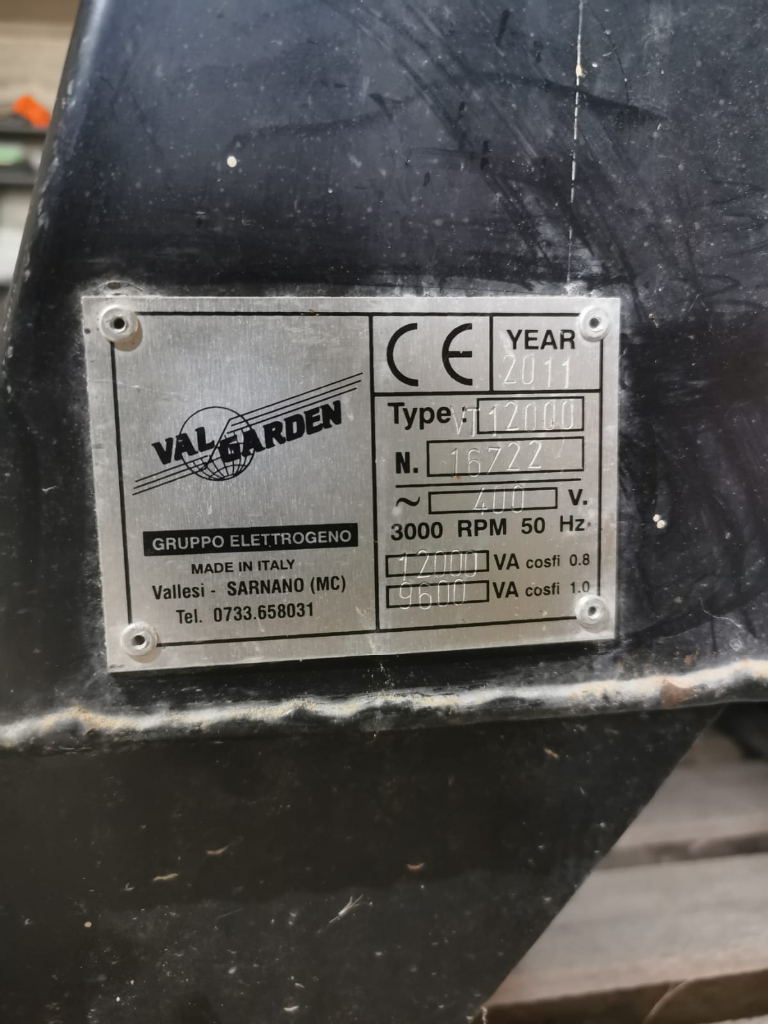 VAL GARDEN
GRUPPO ELETTROGENO
MADE IN ITALY
Vallesi - SARNANO (MC)
Tel. 0733.658031
CE
YEAR
2011
Type : VT12000
N. 16722
~ 400 V.
3000 RPM 50 Hz
12000 VA cosfi 0.8
9600 VA cosfi 1.0